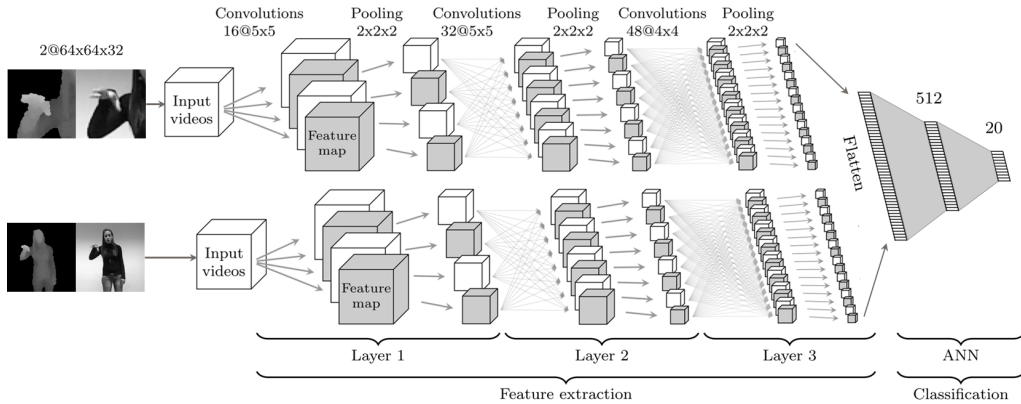 Convolutions Pooling Convolutions Pooling Convolutions Pooling
16@5x5 2x2x2 32@5x5 2x2x2 48@4x4 2x2x2
2@64x64x32
Input
videos
Feature
map
512
20
Flatten
Input
videos
Feature
map
Layer 1 Layer 2 Layer 3 ANN
Feature extraction Classification